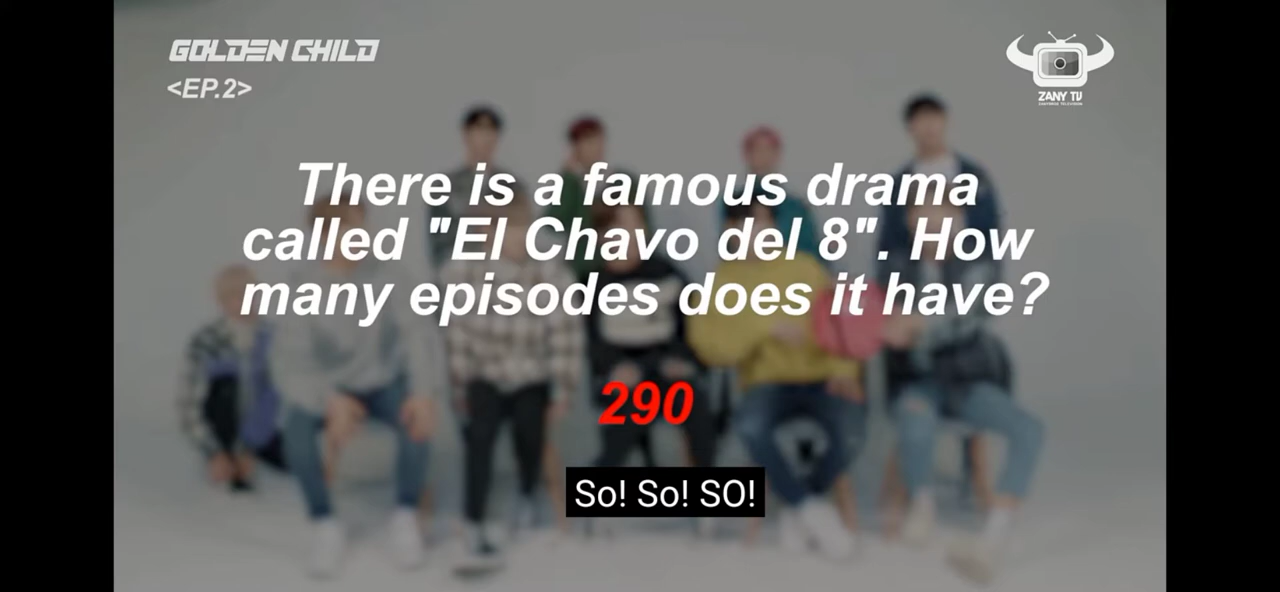 GOLDEN CHILD
<EP.2>
ZANY TV
There is a famous drama
called "El Chavo del 8". How
many episodes does it have?
290
So! So! SO!